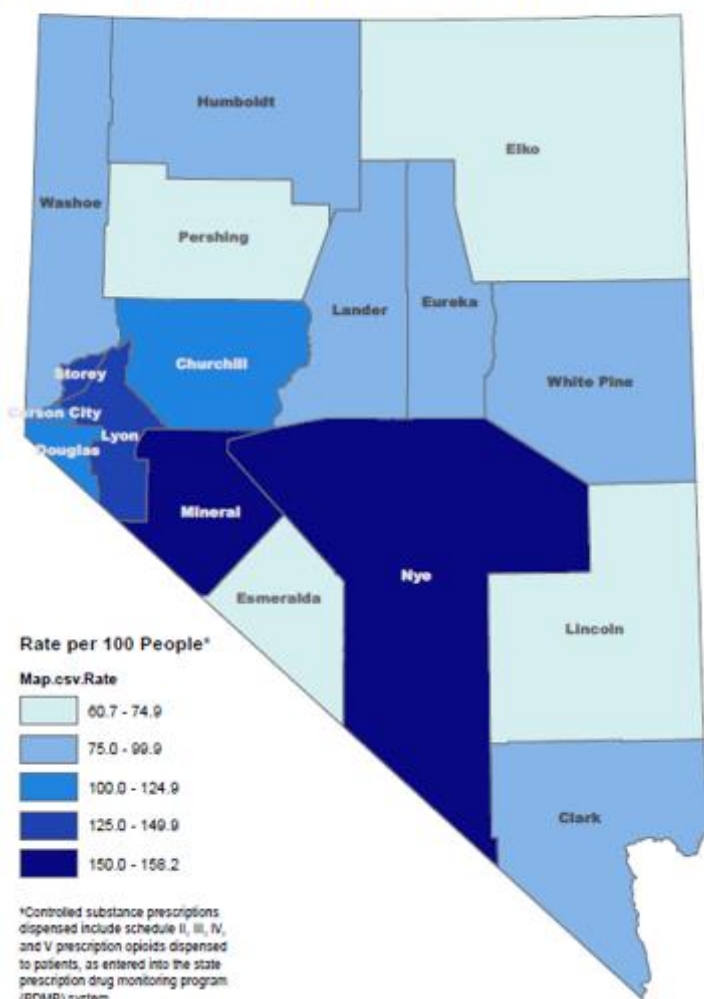 Humboldt
Elko
Washoe
Pershing
Lander
Eureka
Churchill
White Pine
Storey
Carson City
Lyon
Douglas
Mineral
Nye
Esmeralda
Lincoln
Clark
Rate per 100 People*
Map.csv.Rate
60.7 - 74.9
75.0 - 99.9
100.0 - 124.9
125.0 - 149.9
150.0 - 158.2
*Controlled substance prescriptions
dispensed include schedule II, III, IV,
and V prescription opioids dispensed
to patients, as entered into the state
prescription drug monitoring program
(PDMP) system